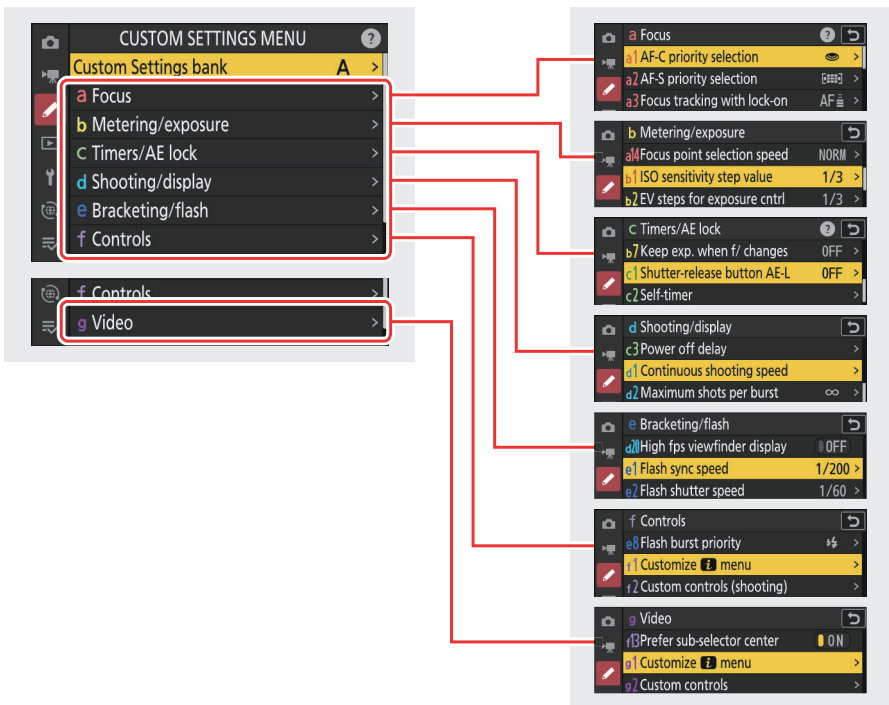 CUSTOM SETTINGS MENU ?
Custom Settings bank A >
a Focus >
b Metering/exposure >
c Timers/AE lock >
d Shooting/display >
e Bracketing/flash >
f Controls >
f Controls >
g Video >
a Focus ?
a1 AF-C priority selection >
a2 AF-S priority selection >
a3 Focus tracking with lock-on AF >
b Metering/exposure
a14 Focus point selection speed NORM >
b1 ISO sensitivity step value 1/3 >
b2 EV steps for exposure cntrl 1/3 >
c Timers/AE lock ?
b7 Keep exp. when f/ changes OFF >
c1 Shutter-release button AE-L OFF >
c2 Self-timer >
d Shooting/display
c3 Power off delay >
d1 Continuous shooting speed >
d2 Maximum shots per burst ∞ >
e Bracketing/flash
d20 High fps viewfinder display OFF
e1 Flash sync speed 1/200 >
e2 Flash shutter speed 1/60 >
f Controls
e8 Flash burst priority >
f1 Customize i menu >
f2 Custom controls (shooting) >
g Video
f13 Prefer sub-selector center ON
g1 Customize i menu >
g2 Custom controls >